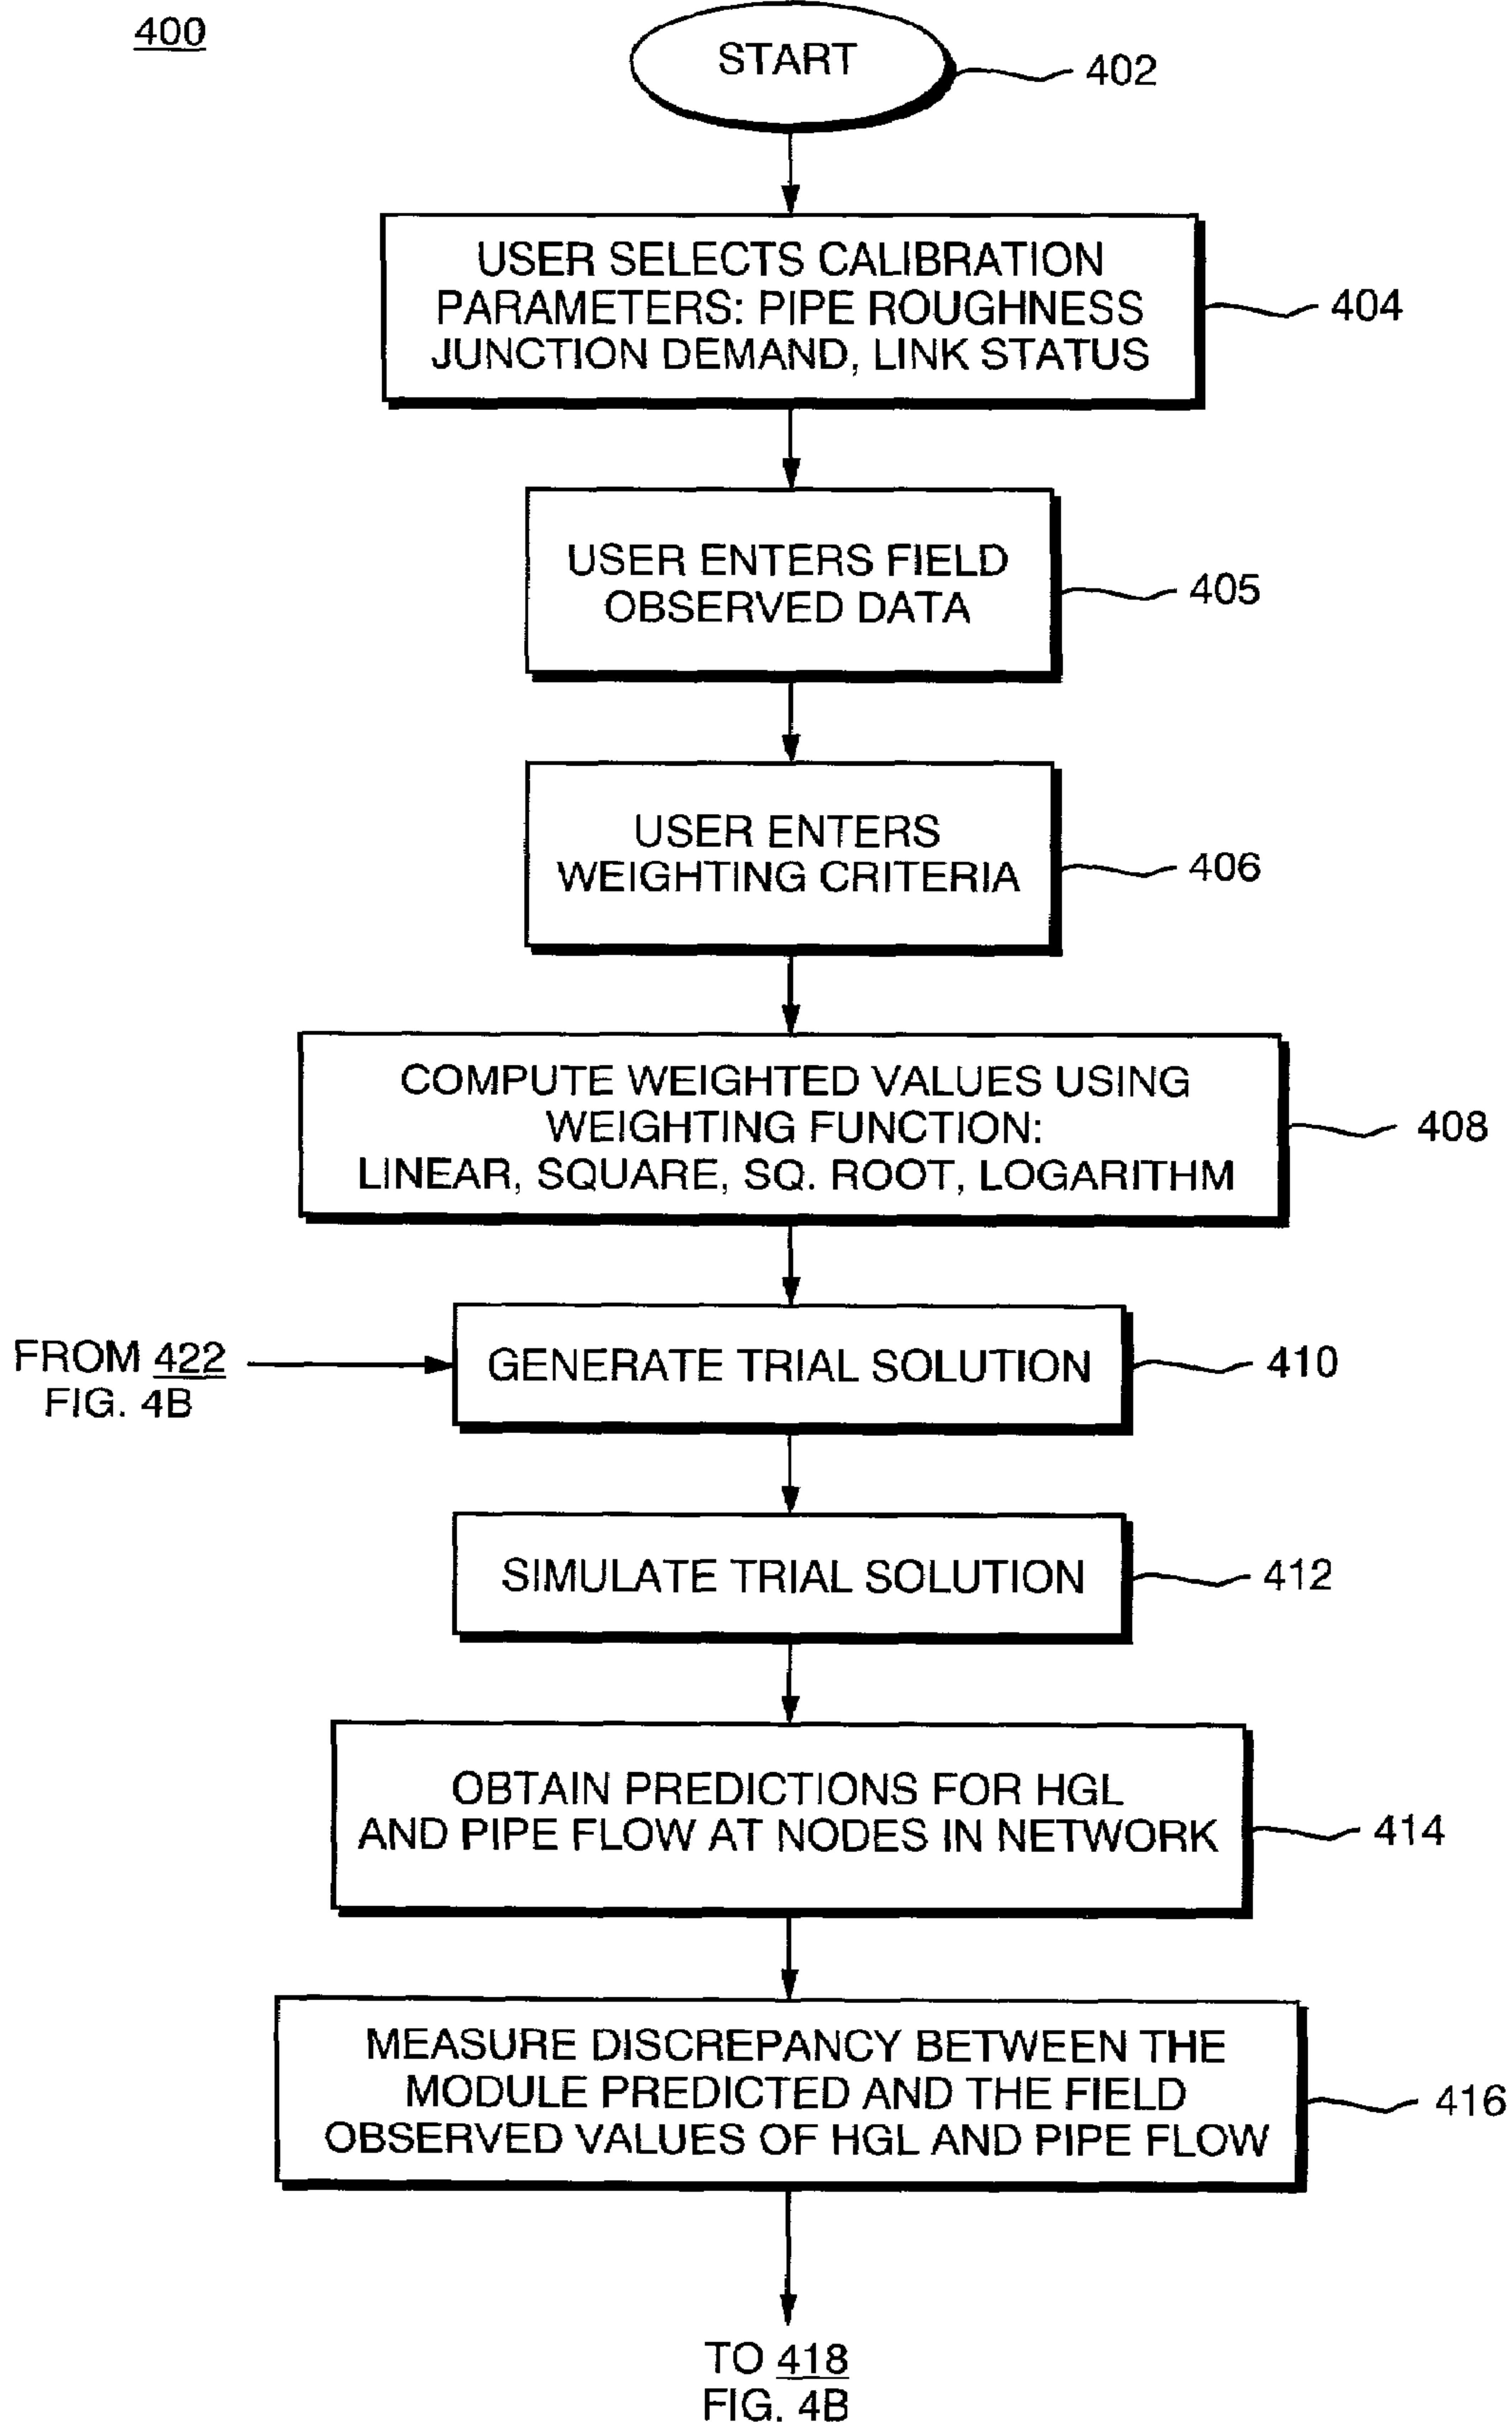 400
START
402
USER SELECTS CALIBRATION
PARAMETERS: PIPE ROUGHNESS
JUNCTION DEMAND, LINK STATUS
404
USER ENTERS FIELD
OBSERVED DATA
405
USER ENTERS
WEIGHTING CRITERIA
406
COMPUTE WEIGHTED VALUES USING
WEIGHTING FUNCTION:
LINEAR, SQUARE, SQ. ROOT, LOGARITHM
408
FROM 422
FIG. 4B
GENERATE TRIAL SOLUTION
410
SIMULATE TRIAL SOLUTION
412
OBTAIN PREDICTIONS FOR HGL
AND PIPE FLOW AT NODES IN NETWORK
414
MEASURE DISCREPANCY BETWEEN THE
MODULE PREDICTED AND THE FIELD
OBSERVED VALUES OF HGL AND PIPE FLOW
416
TO 418
FIG. 4B